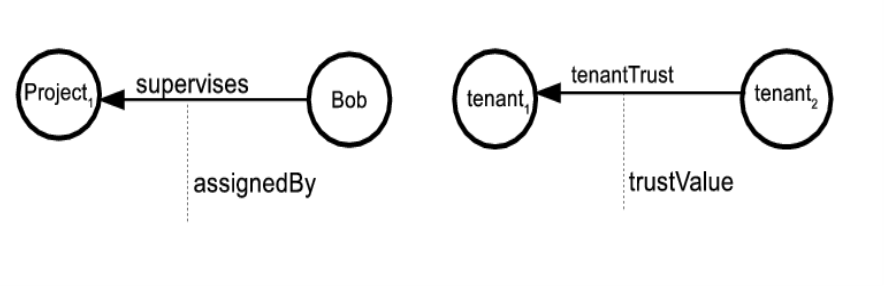 Project₁
supervises
Bob
assignedBy
tenant₁
tenantTrust
tenant₂
trustValue